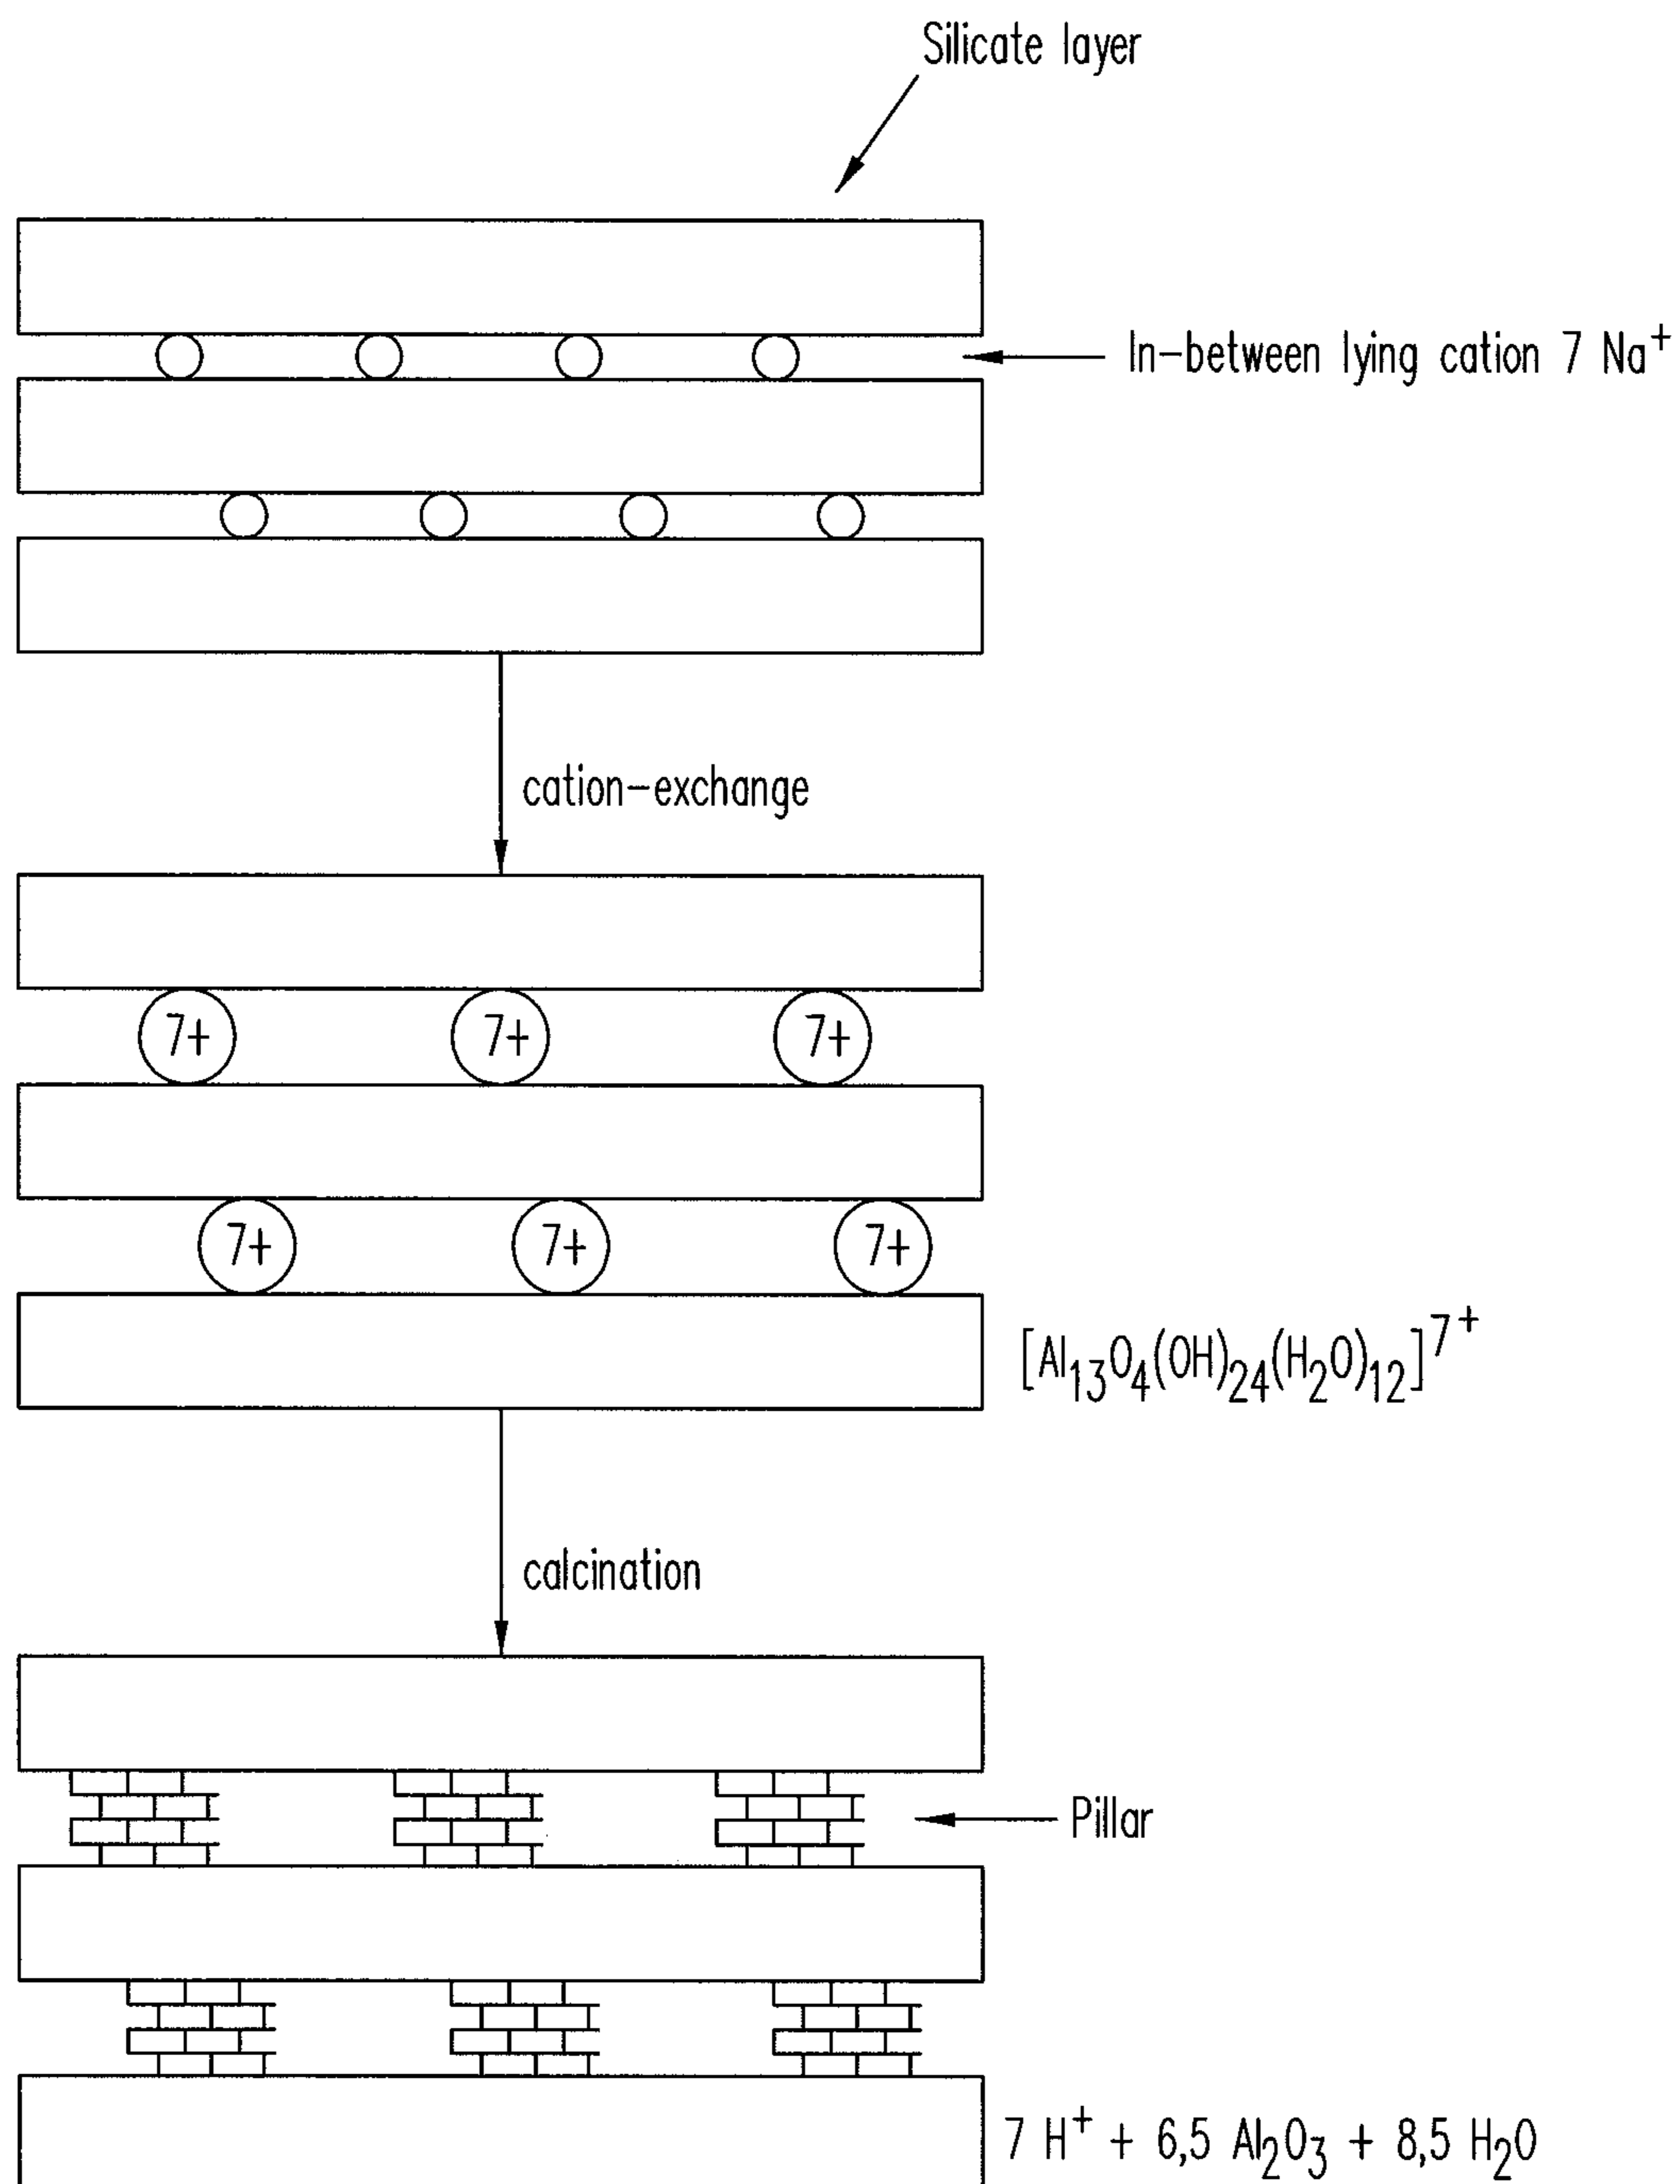 Silicate layer
In-between lying cation 7 Na⁺
cation-exchange
7+ 7+ 7+
7+ 7+ 7+
[Al₁₃O₄(OH)₂₄(H₂O)₁₂]⁷⁺
calcination
Pillar
7 H⁺ + 6,5 Al₂O₃ + 8,5 H₂O